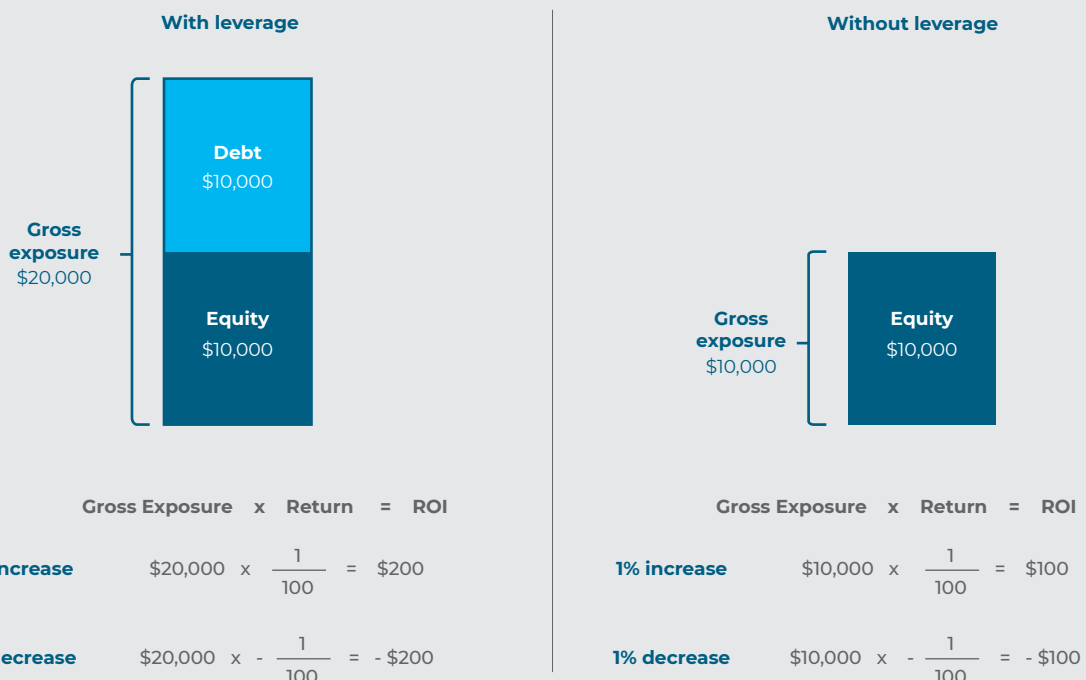 With leverage
Debt
$10,000
Gross
exposure
$20,000
Equity
$10,000
Gross Exposure x Return = ROI
$20,000 x 1/100 = $200
$20,000 x - 1/100 = - $200
Without leverage
Gross
exposure
$10,000
Equity
$10,000
Gross Exposure x Return = ROI
1% increase $10,000 x 1/100 = $100
1% decrease $10,000 x - 1/100 = - $100